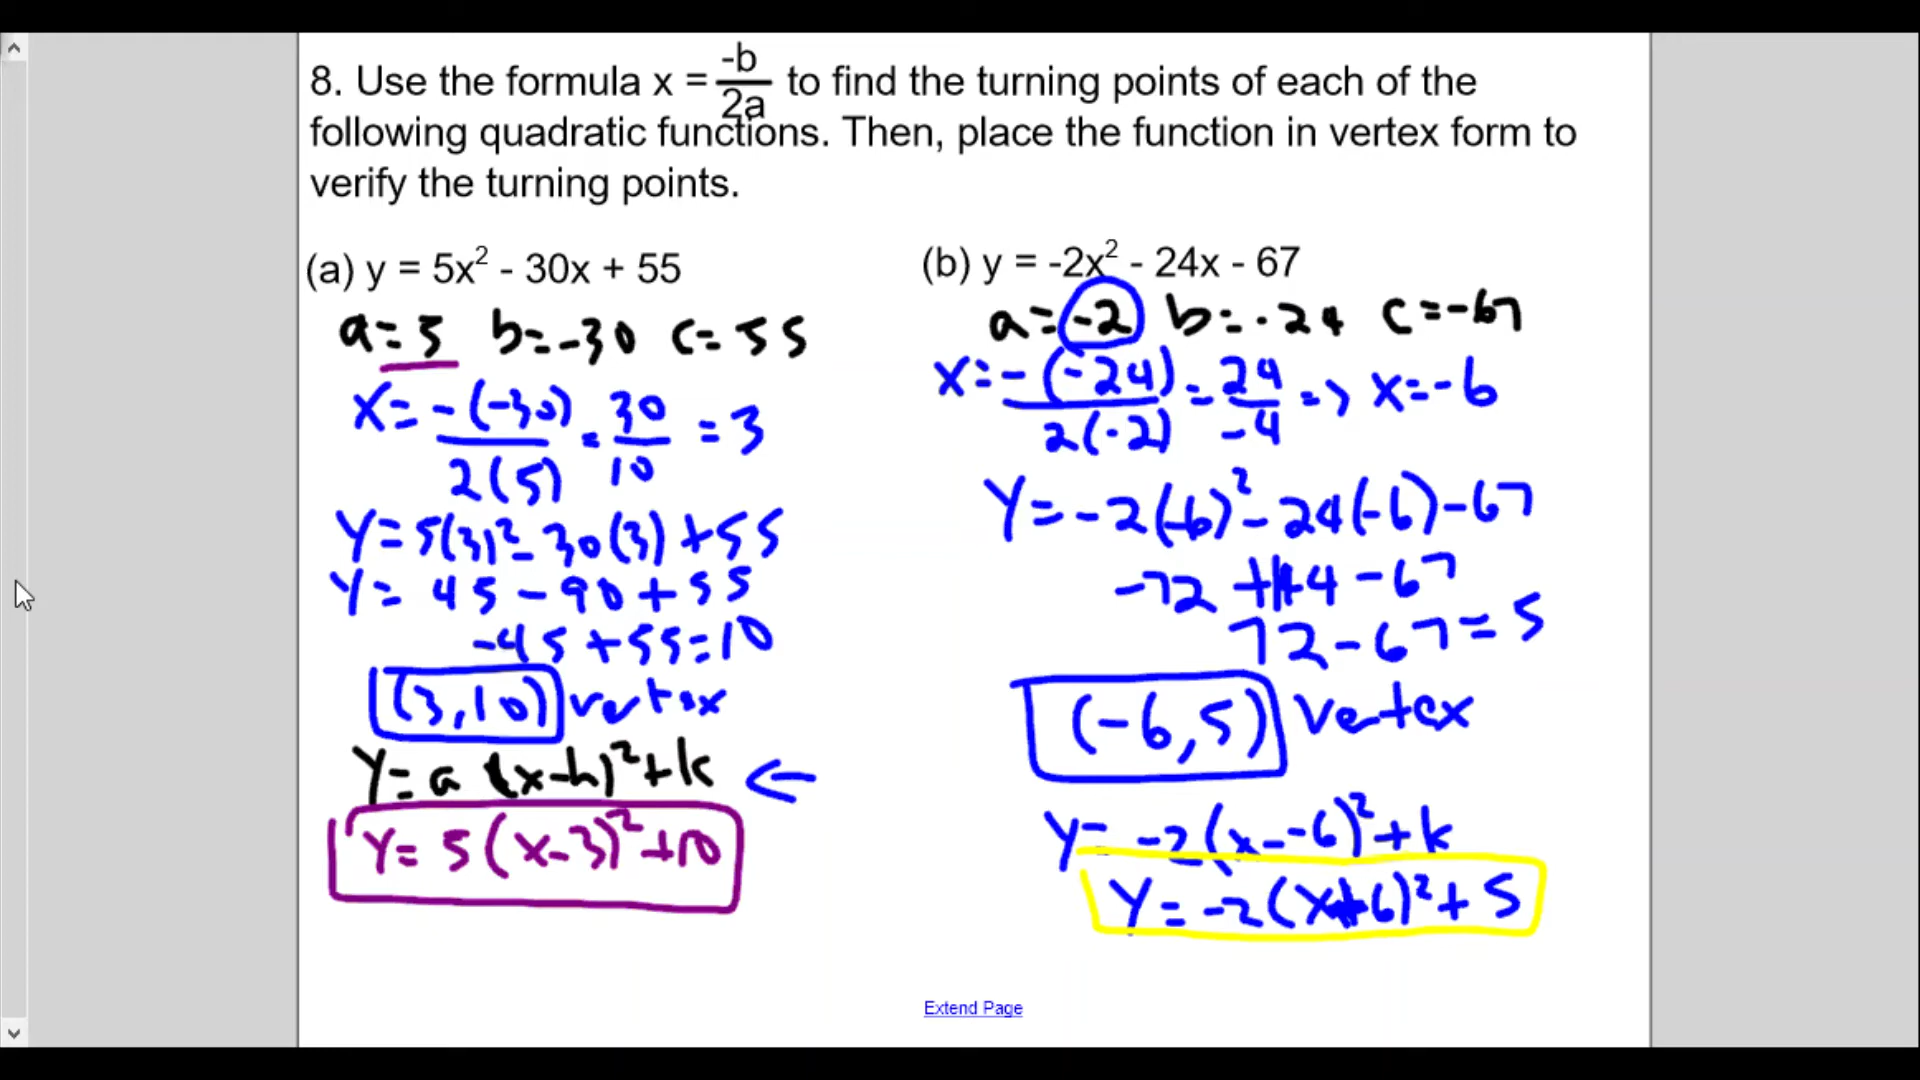 8. Use the formula x = -b/2a to find the turning points of each of the
following quadratic functions. Then, place the function in vertex form to
verify the turning points.
(a) y = 5x² - 30x + 55
a=5 b=-30 c=55
x= -(-30)/2(5) = 30/10 = 3
Y=5(3)²-30(3)+55
Y= 45-90+55
-45+55=10
(3,10) vertex
Y=a(x-h)²+k ←
Y=5(x-3)²+10
(b) y = -2x² - 24x - 67
a=-2 b=-24 c=-67
x= -(-24)/2(-2) = 24/-4 => x=-6
Y=-2(-6)²-24(-6)-67
-72+144-67
72-67=5
(-6,5) vertex
Y=-2(x--6)²+k
Y=-2(x+6)²+5
Extend Page